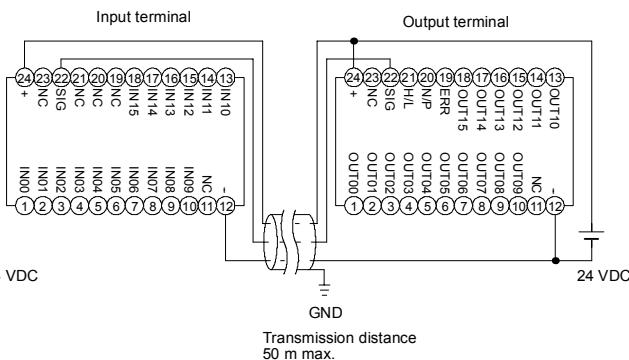 Input terminal
Output terminal
24 23 22 21 20 19 18 17 16 15 14 13
+ NC SIG NC NC NC IN15 IN14 IN13 IN12 IN11 IN10
IN00 IN01 IN02 IN03 IN04 IN05 IN06 IN07 IN08 IN09 NC -
1 2 3 4 5 6 7 8 9 10 11 12
24 23 22 21 20 19 18 17 16 15 14 13
+ NC SIG H/L N/P ERR OUT15 OUT14 OUT13 OUT12 OUT11 OUT10
OUT00 OUT01 OUT02 OUT03 OUT04 OUT05 OUT06 OUT07 OUT08 OUT09 NC -
1 2 3 4 5 6 7 8 9 10 11 12
VDC
24 VDC
GND
Transmission distance
50 m max.